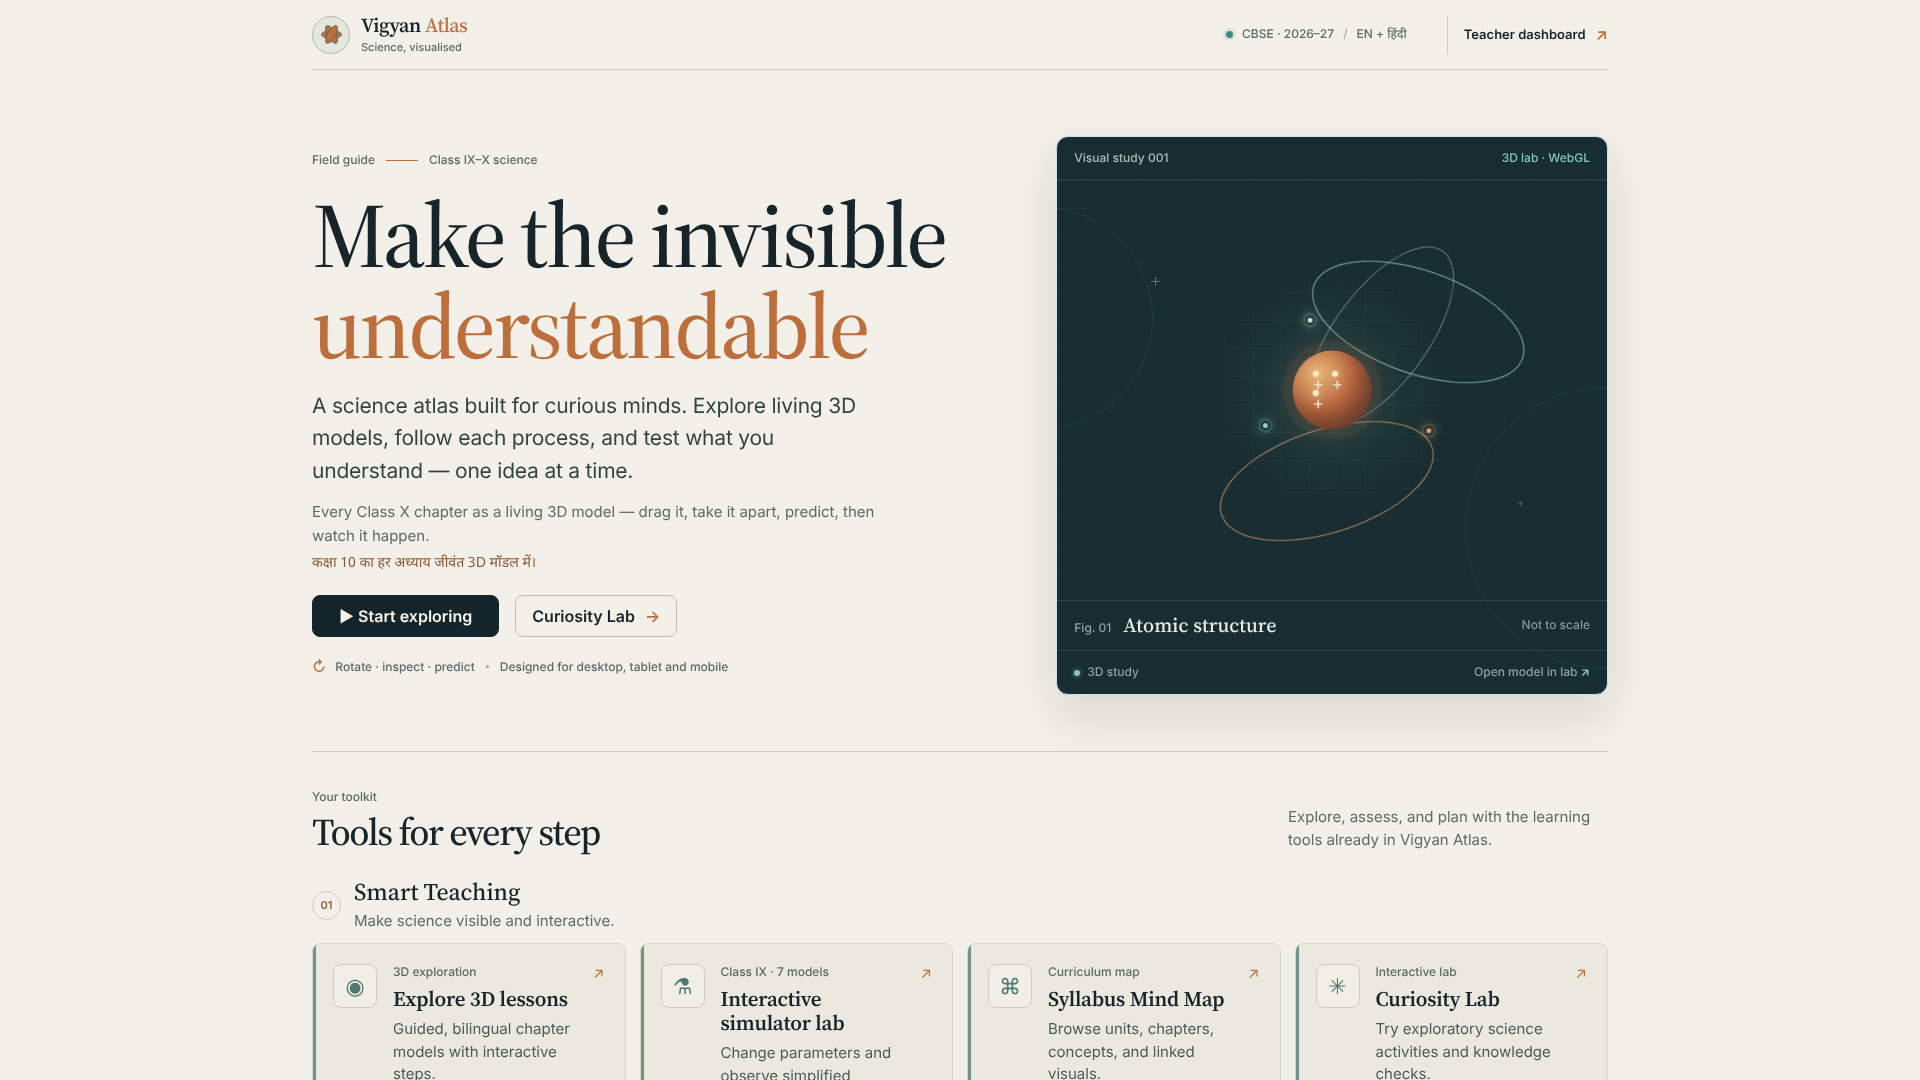 Vigyan Atlas
Science, visualised
CBSE · 2026–27 / EN + हिंदी
Teacher dashboard
Field guide — Class IX–X science
Make the invisible
understandable
A science atlas built for curious minds. Explore living 3D
models, follow each process, and test what you
understand — one idea at a time.
Every Class X chapter as a living 3D model — drag it, take it apart, predict, then
watch it happen.
कक्षा 10 का हर अध्याय जीवंत 3D मॉडल में।
▶ Start exploring
Curiosity Lab →
Rotate · inspect · predict • Designed for desktop, tablet and mobile
Visual study 001
3D lab · WebGL
Fig. 01 Atomic structure
Not to scale
3D study
Open model in lab
Your toolkit
Tools for every step
Explore, assess, and plan with the learning
tools already in Vigyan Atlas.
01
Smart Teaching
Make science visible and interactive.
3D exploration
Explore 3D lessons
Guided, bilingual chapter
models with interactive
steps.
Class IX · 7 models
Interactive
simulator lab
Change parameters and
observe simplified
Curriculum map
Syllabus Mind Map
Browse units, chapters,
concepts, and linked
visuals.
Interactive lab
Curiosity Lab
Try exploratory science
activities and knowledge
checks.